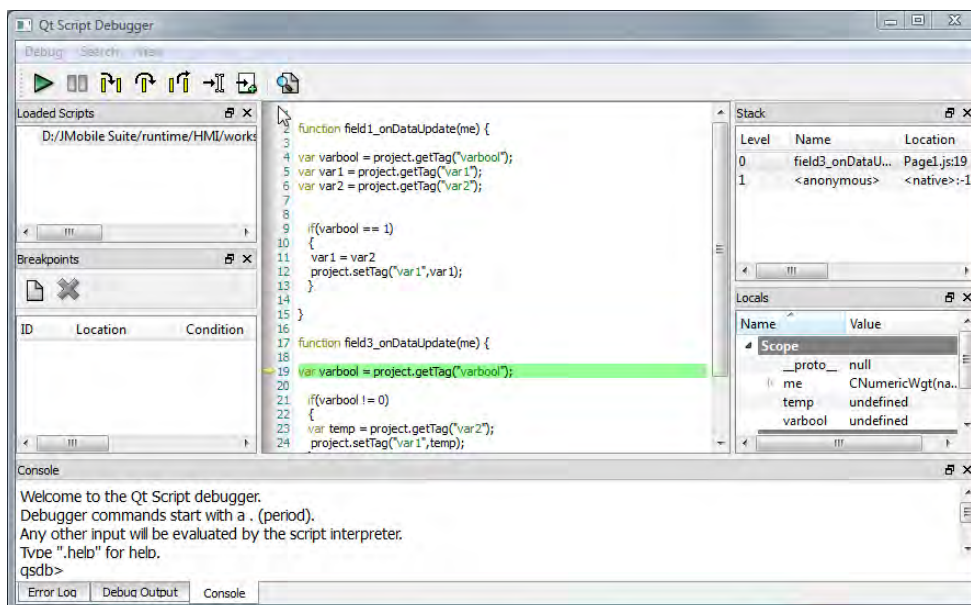 Qt Script Debugger
Debug Search View
Loaded Scripts
D:/JMobile Suite/runtime/HMI/works
Breakpoints
ID Location Condition
2 function field1_onDataUpdate(me) {
3
4 var varbool = project.getTag("varbool");
5 var var1 = project.getTag("var1");
6 var var2 = project.getTag("var2");
7
8
9 if(varbool == 1)
10 {
11 var1 = var2
12 project.setTag("var1",var1);
13 }
14
15 }
16
17 function field3_onDataUpdate(me) {
18
19 var varbool = project.getTag("varbool");
20
21 if(varbool != 0)
22 {
23 var temp = project.getTag("var2");
24 project.setTag("var1",temp);
Stack
Level Name Location
0 field3_onDataU... Page1.js:19
1 <anonymous> <native>:-1
Locals
Name Value
Scope
__proto__ null
me CNumericWgt(na...
temp undefined
varbool undefined
Console
Welcome to the Qt Script debugger.
Debugger commands start with a . (period).
Any other input will be evaluated by the script interpreter.
Type ".help" for help.
qsdb>
Error Log Debug Output Console